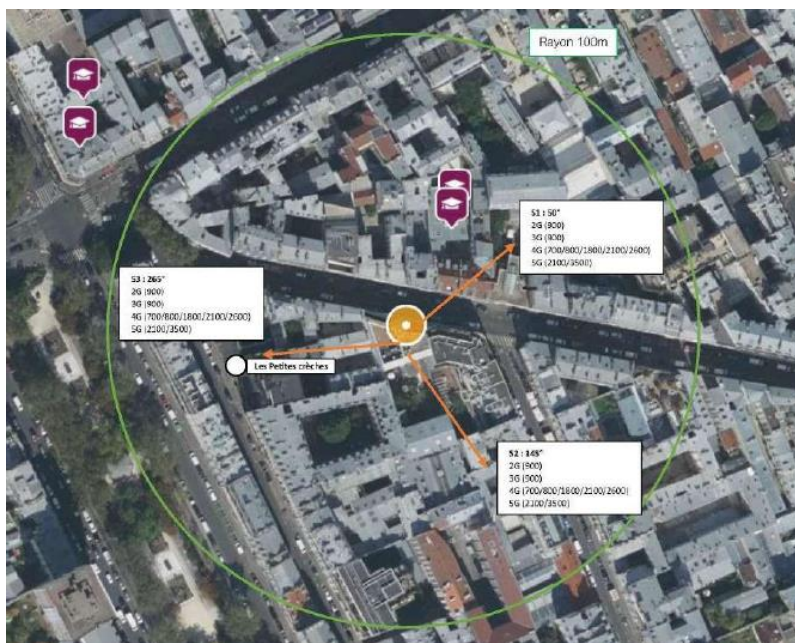 Rayon 100m
S1 : 50°
2G (900)
3G (900)
4G (700/800/1800/2100/2600)
5G (2100/3500)
S3 : 265°
2G (900)
3G (900)
4G (700/800/1800/2100/2600)
5G (2100/3500)
Les Petites crèches
S2 : 145°
2G (900)
3G (900)
4G (700/800/1800/2100/2600)
5G (2100/3500)